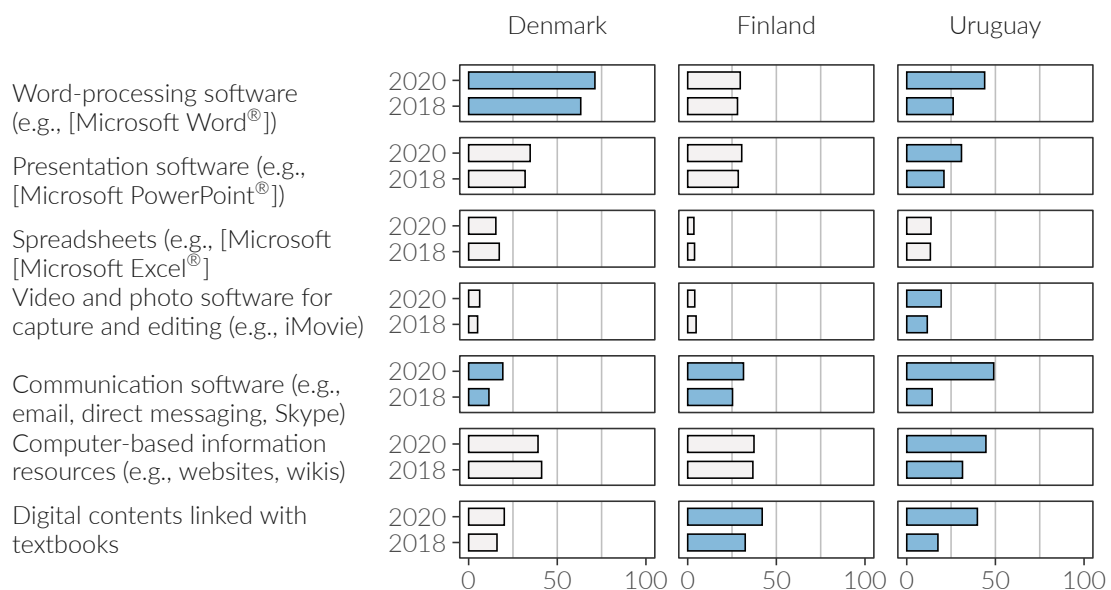 Denmark Finland Uruguay
Word-processing software
(e.g., [Microsoft Word®])
2020
2018
Presentation software (e.g.,
[Microsoft PowerPoint®])
2020
2018
Spreadsheets (e.g., [Microsoft
[Microsoft Excel®]
2020
2018
Video and photo software for
capture and editing (e.g., iMovie)
2020
2018
Communication software (e.g.,
email, direct messaging, Skype)
2020
2018
Computer-based information
resources (e.g., websites, wikis)
2020
2018
Digital contents linked with
textbooks
2020
2018
0 50 100 0 50 100 0 50 100